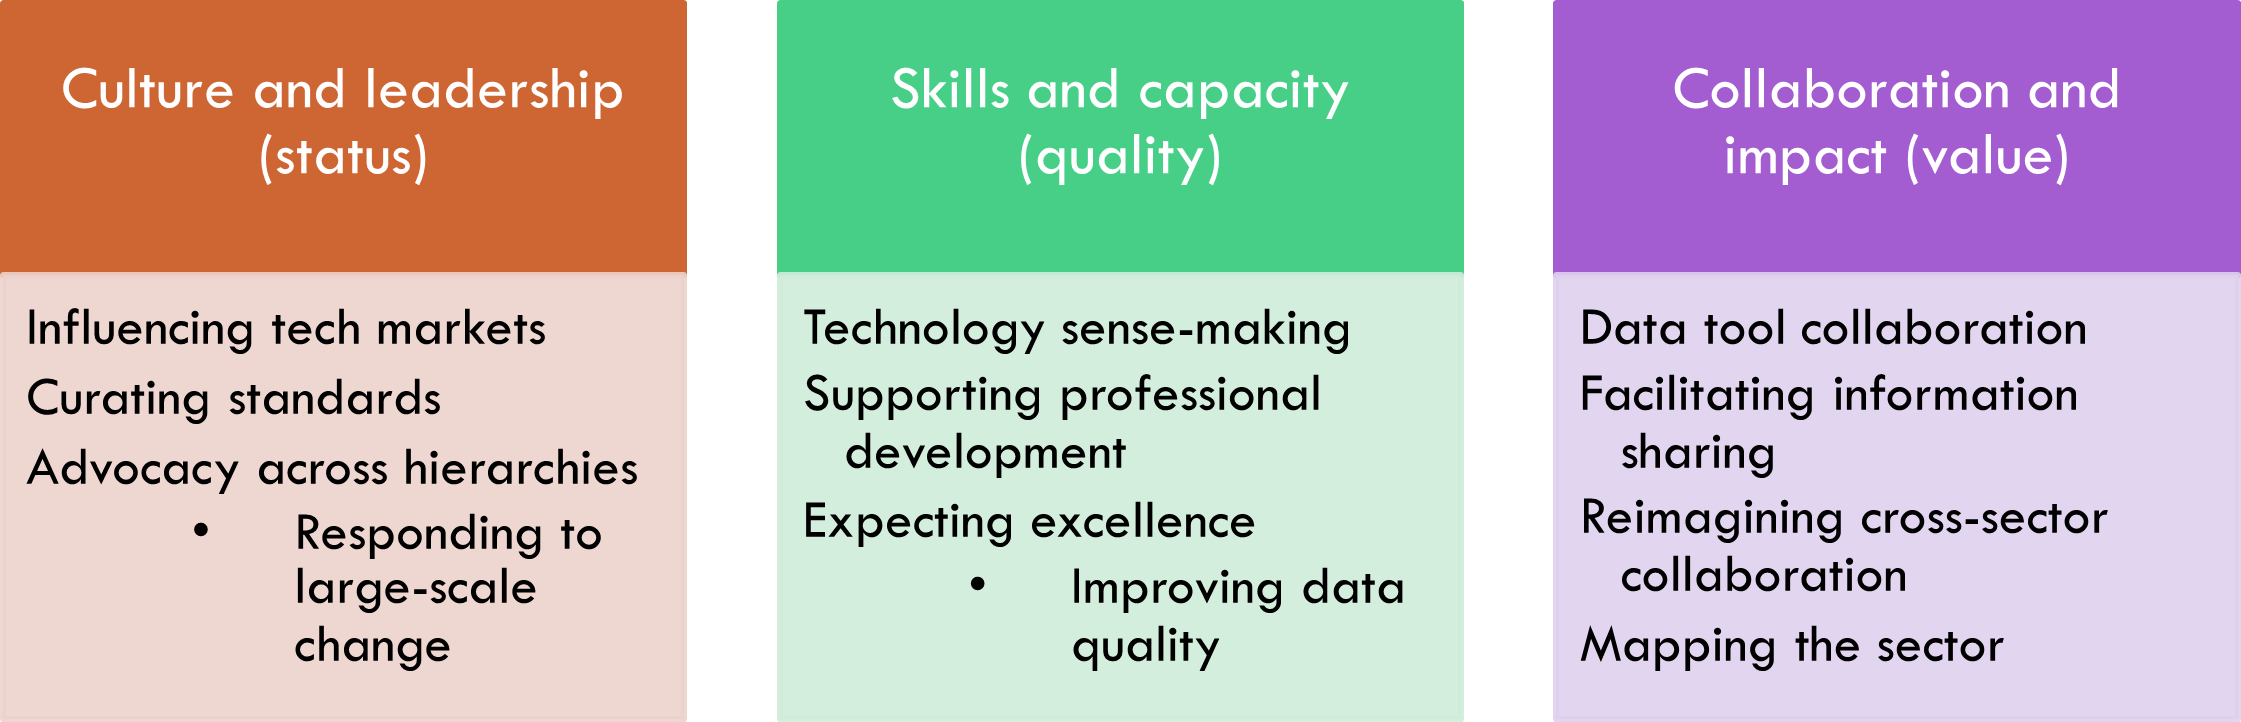 Culture and leadership
(status)
Influencing tech markets
Curating standards
Advocacy across hierarchies
• Responding to
large-scale
change
Skills and capacity
(quality)
Technology sense-making
Supporting professional
development
Expecting excellence
• Improving data
quality
Collaboration and
impact (value)
Data tool collaboration
Facilitating information
sharing
Reimagining cross-sector
collaboration
Mapping the sector